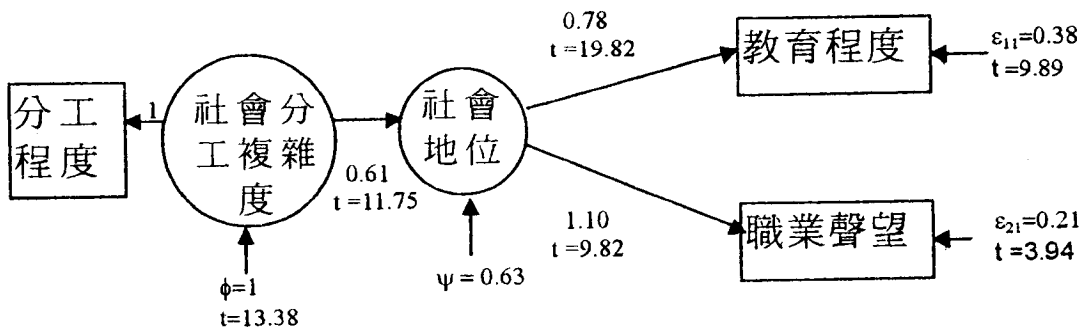 分工
程度
1
社會分
工複雜
度
0.61
t =11.75
ϕ=1
t=13.38
社會
地位
ψ = 0.63
0.78
t =19.82
1.10
t =9.82
教育程度
ε₁₁=0.38
t=9.89
職業聲望
ε₂₁=0.21
t=3.94